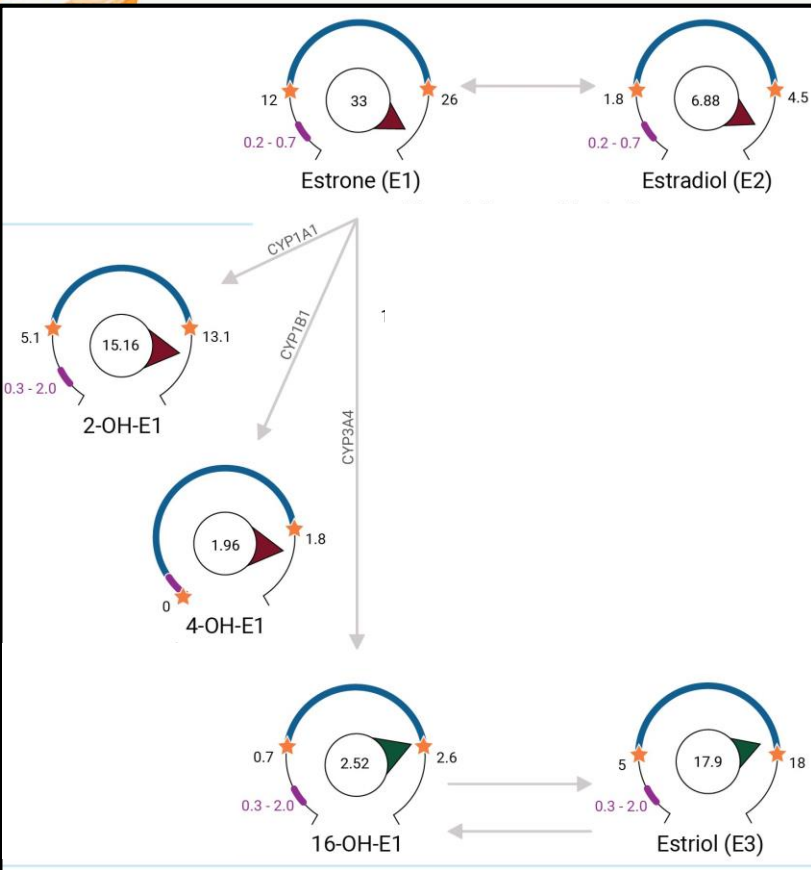 12
33
26
0.2 - 0.7
Estrone (E1)
1.8
6.88
4.5
0.2 - 0.7
Estradiol (E2)
CYP1A1
CYP1B1
CYP3A4
5.1
15.16
13.1
0.3 - 2.0
2-OH-E1
1.96
1.8
0
4-OH-E1
0.7
2.52
2.6
0.3 - 2.0
16-OH-E1
5
17.9
18
0.3 - 2.0
Estriol (E3)